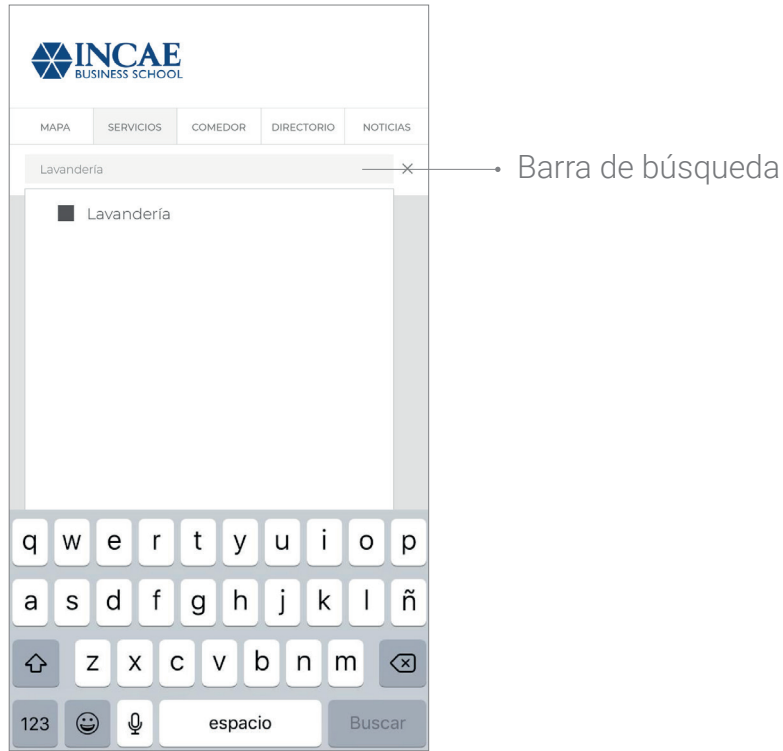 INCAE
BUSINESS SCHOOL
MAPA SERVICIOS COMEDOR DIRECTORIO NOTICIAS
Lavandería
Barra de búsqueda
Lavandería
q w e r t y u i o p
a s d f g h j k l ñ
z x c v b n m
123 espacio Buscar